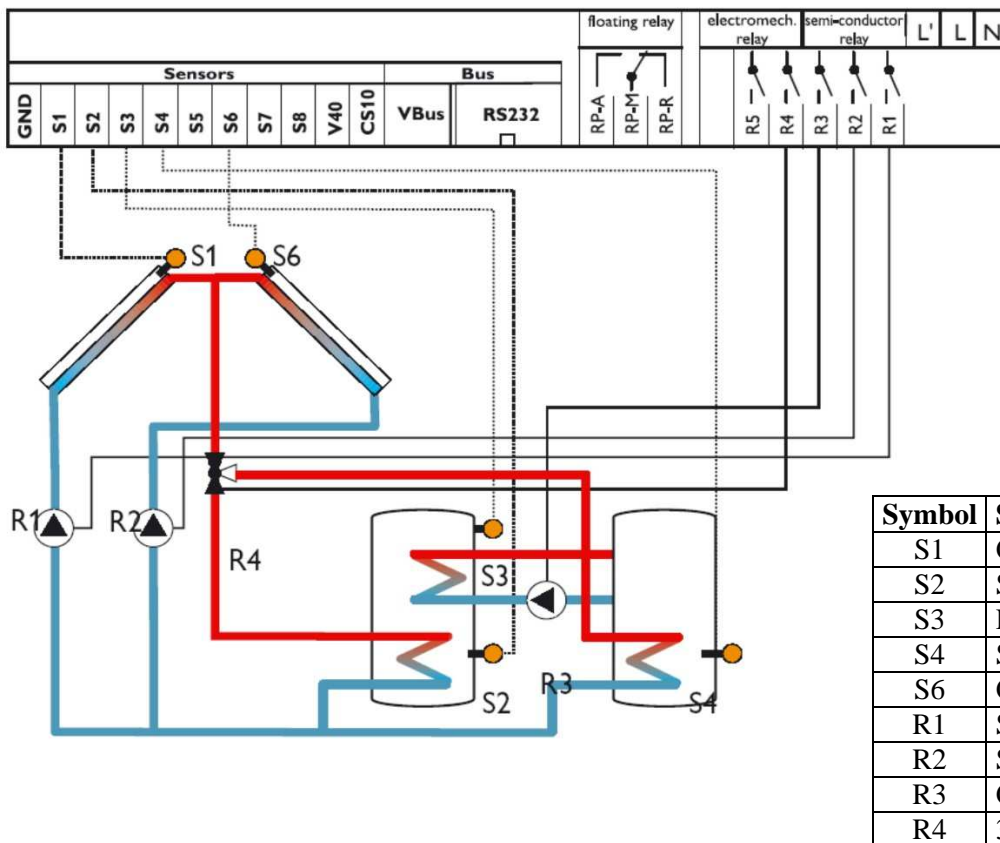 floating relay
electromech. relay
semi-conductor relay
L' L N
Sensors
Bus
GND S1 S2 S3 S4 S5 S6 S7 S8 V40 CS10 VBus RS232
RP-A RP-M RP-R
R5 R4 R3 R2 R1
S1 S6
R1 R2
R4
S3
S2
R3
S4
Symbol S
S1
S2 S
S3
S4 S
S6
R1 S
R2 S
R3
R4 3